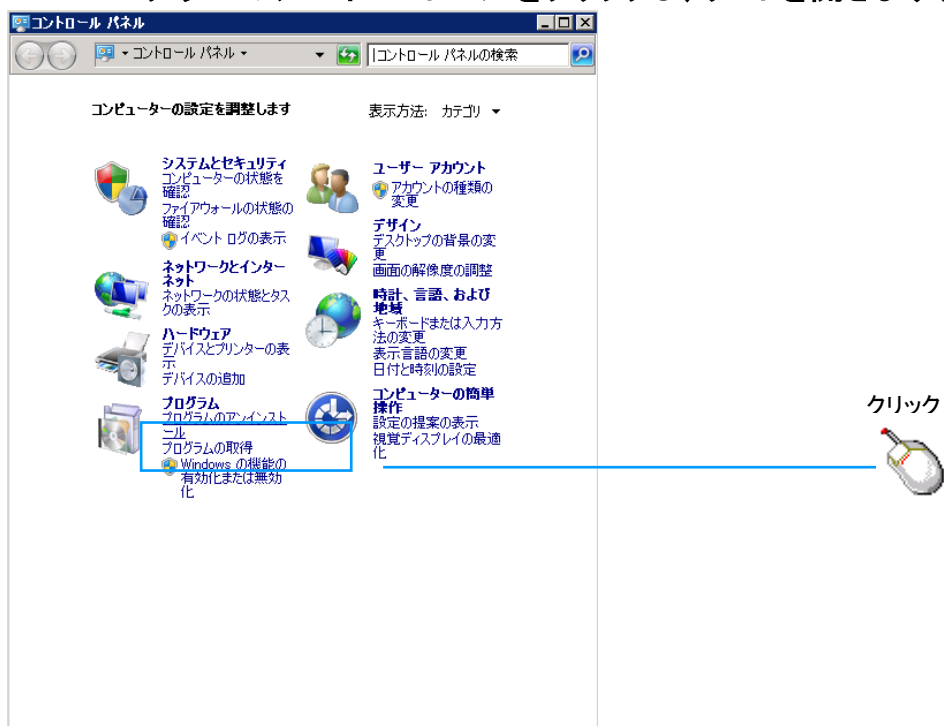 コントロール パネル
コントロール パネル
コントロール パネルの検索
コンピューターの設定を調整します
表示方法: カテゴリ
システムとセキュリティ
コンピューターの状態を
確認
ファイアウォールの状態の
確認
イベント ログの表示
ネットワークとインター
ネット
ネットワークの状態とタス
クの表示
ハードウェア
デバイスとプリンターの表
示
デバイスの追加
プログラム
プログラムのアンインスト
ール
プログラムの取得
Windows の機能の
有効化または無効
化
ユーザー アカウント
アカウントの種類の
変更
デザイン
デスクトップの背景の変
更
画面の解像度の調整
時計、言語、および
地域
キーボードまたは入力方
法の変更
表示言語の変更
日付と時刻の設定
コンピューターの簡単
操作
設定の提案の表示
視覚ディスプレイの最適
化
クリック